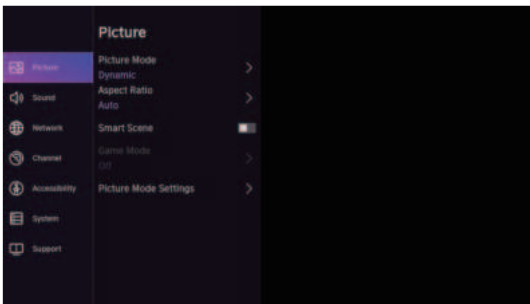 Picture
Picture
Sound
Network
Channel
Accessibility
System
Support
Picture Mode
Dynamic
Aspect Ratio
Auto
Smart Scene
Game Mode
Off
Picture Mode Settings